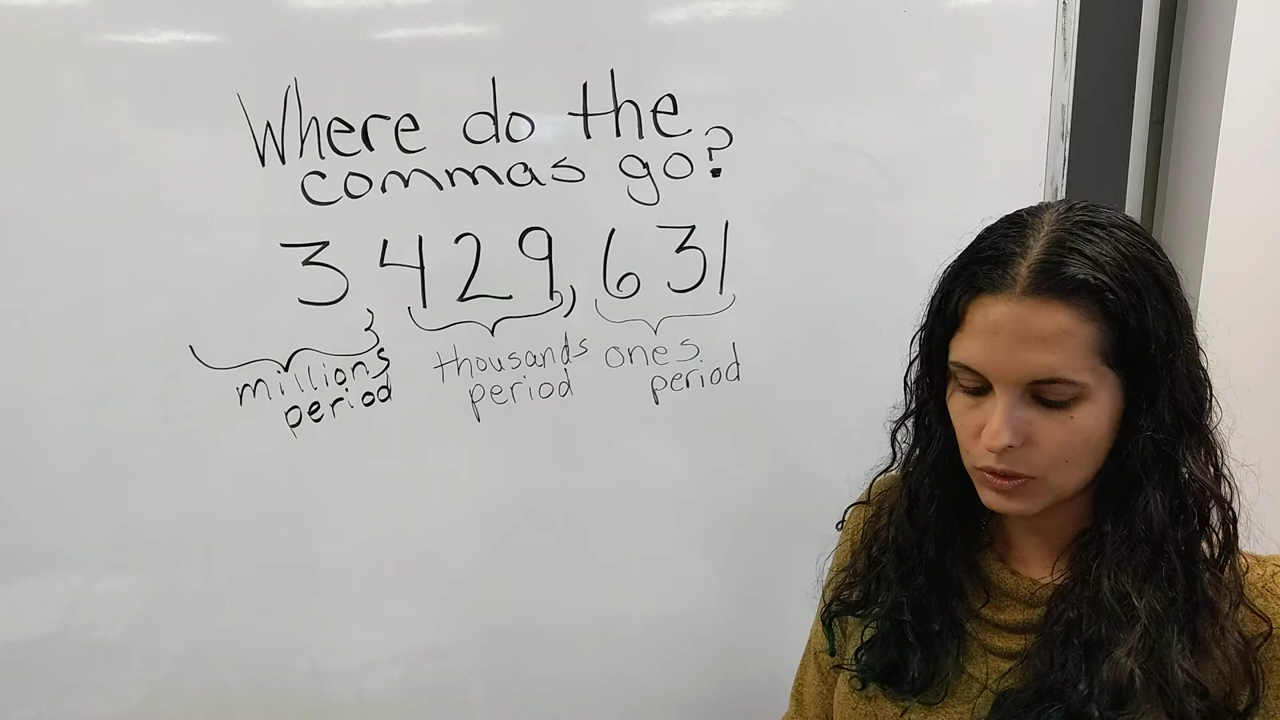 Where do the
commas go?
3,429,631
millions period
thousands period
ones period